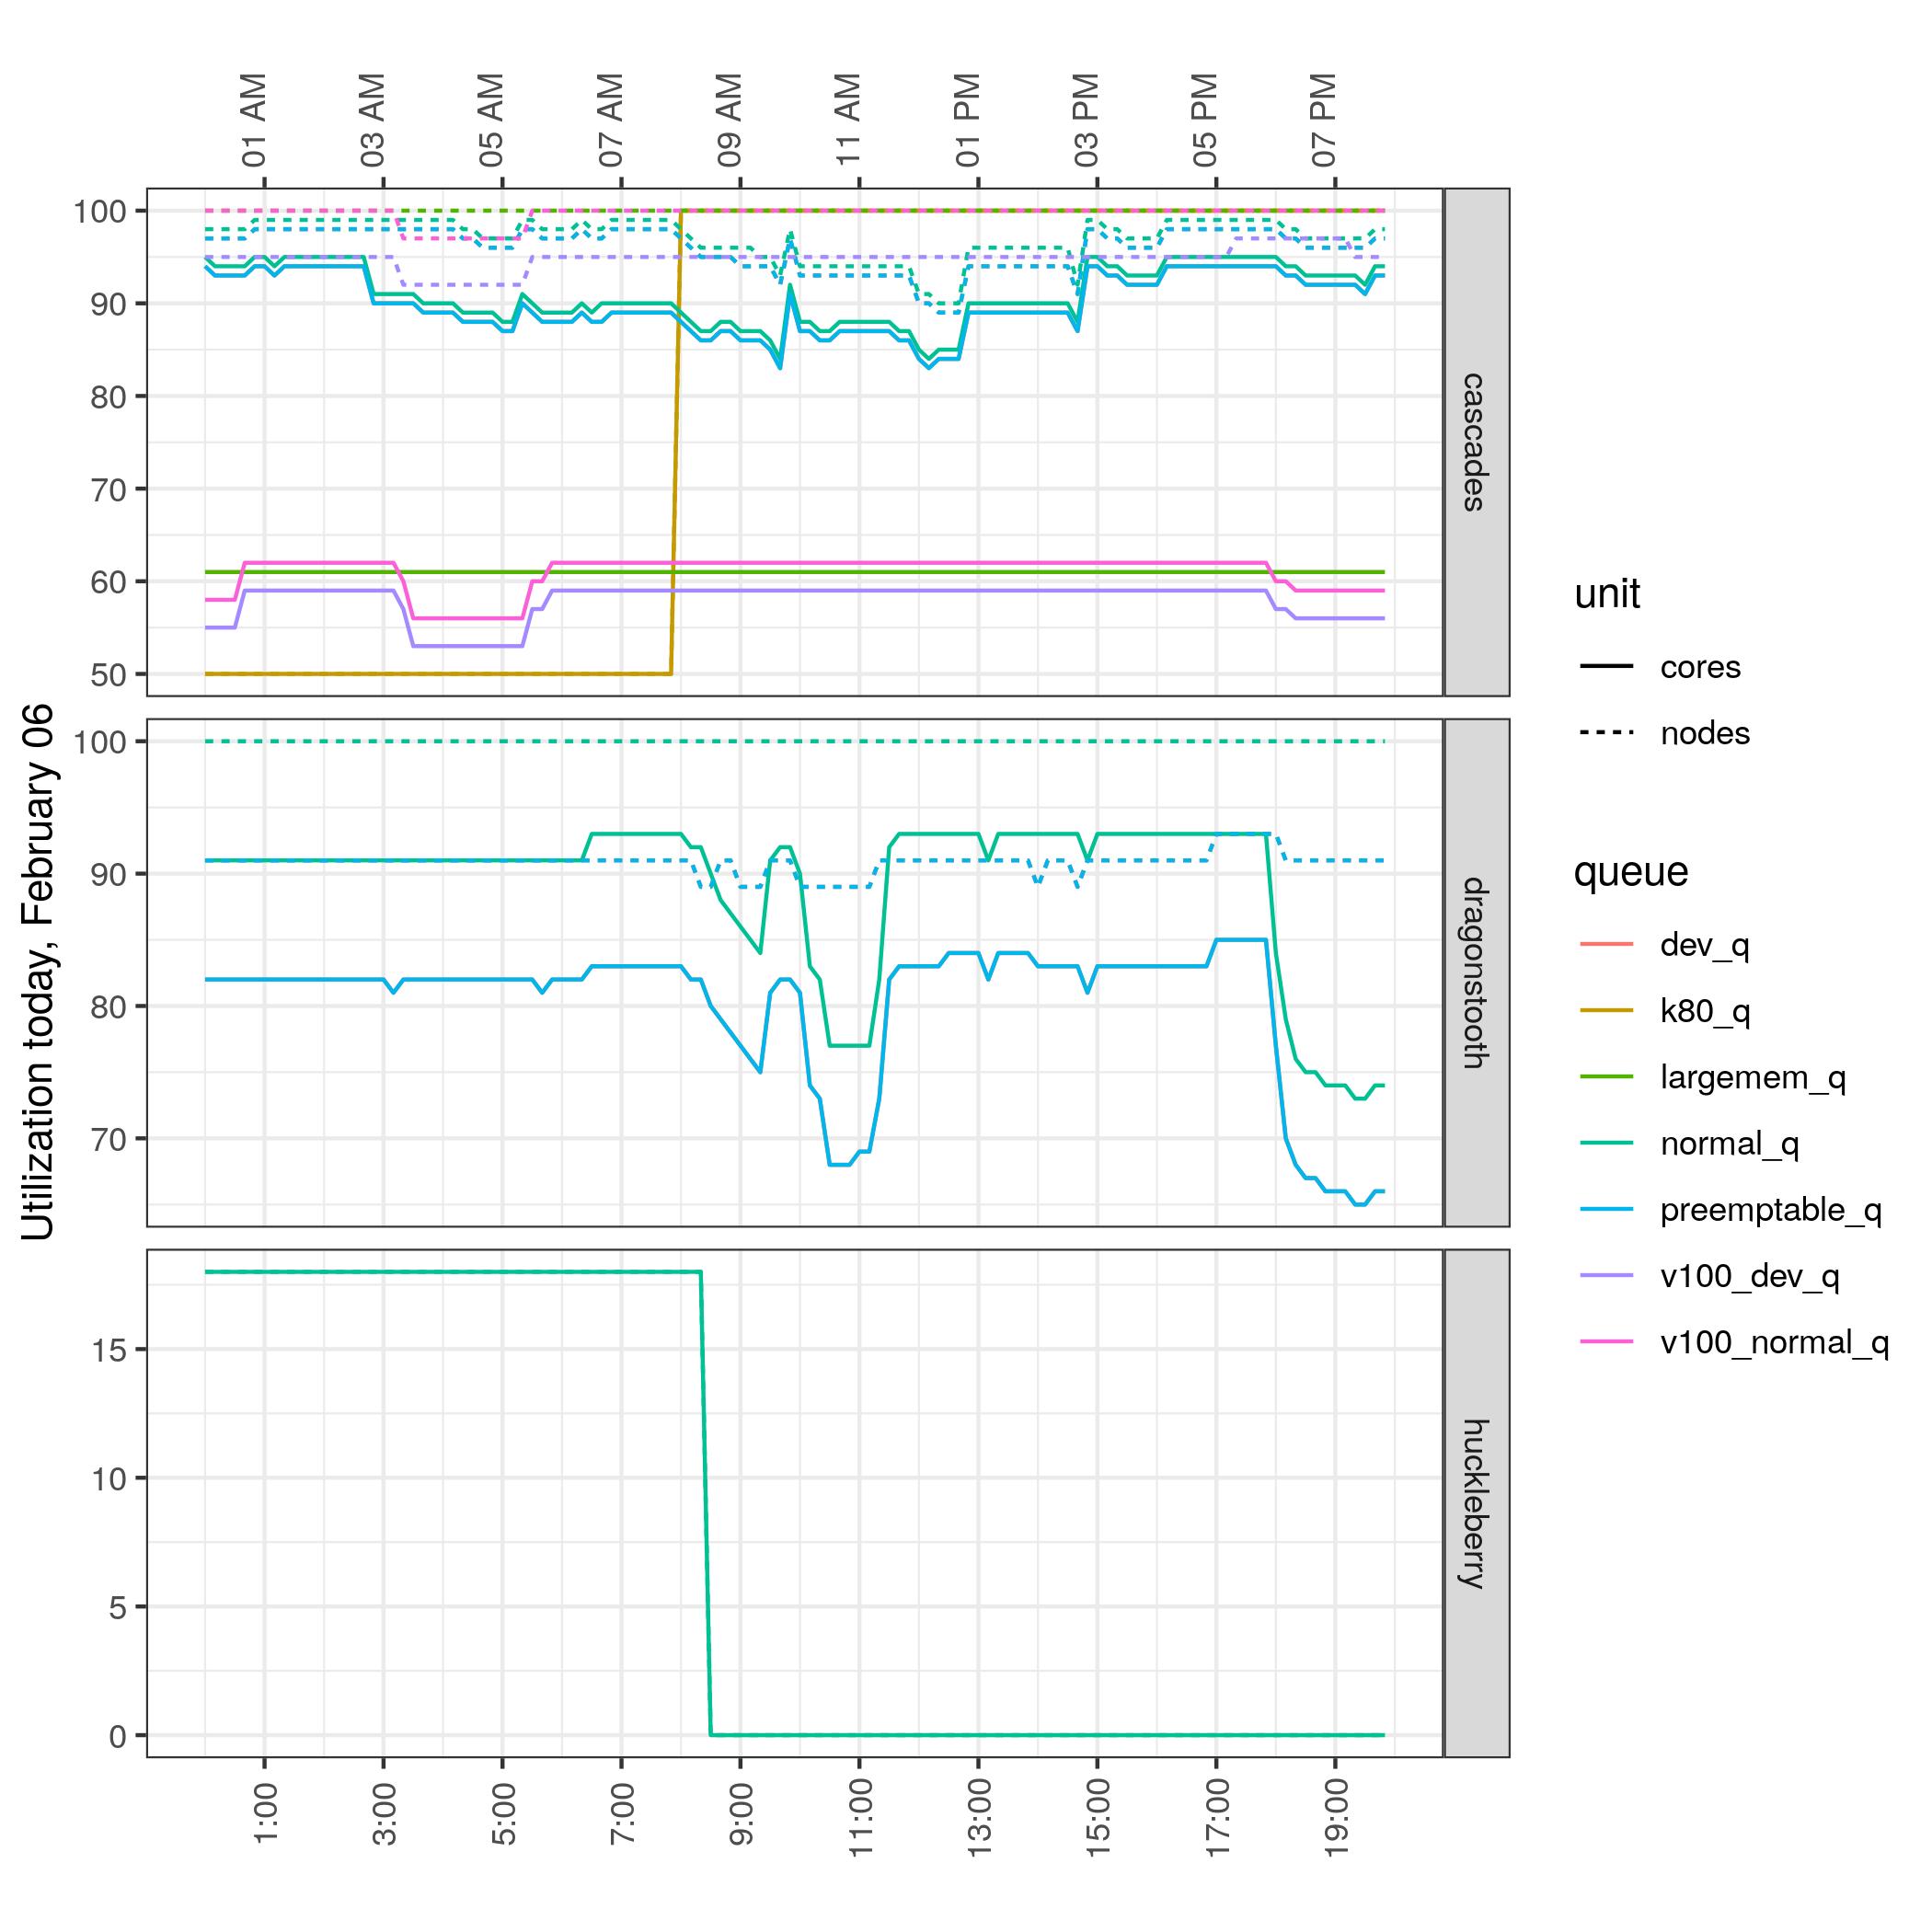 01 AM
03 AM
05 AM
07 AM
09 AM
11 AM
01 PM
03 PM
05 PM
07 PM
100
90
80
70
60
50
cascades
100
90
80
70
dragonstooth
15
10
5
0
huckleberry
1:00
3:00
5:00
7:00
9:00
11:00
13:00
15:00
17:00
19:00
Utilization today, February 06
unit
cores
nodes
queue
dev_q
k80_q
largemem_q
normal_q
preemptable_q
v100_dev_q
v100_normal_q